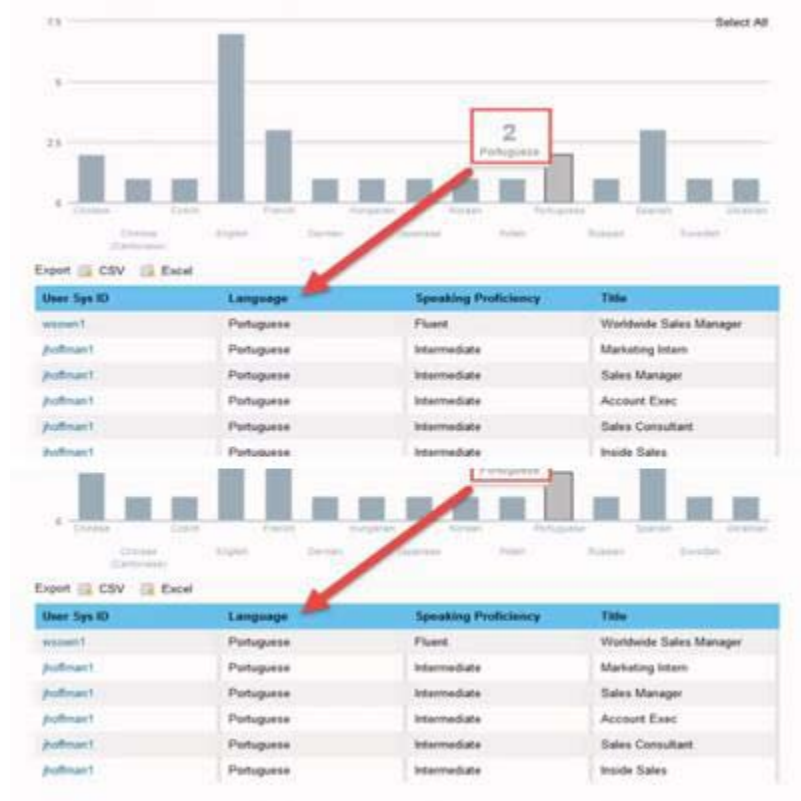 7.5
Select All
5
2.5
2
Portuguese
0
Chinese Czech English French Hungarian Korean Portuguese Spanish Ukrainian
Chinese German Japanese Polish Russian Swedish
(Cantonese)
Export CSV Excel
User Sys ID Language Speaking Proficiency Title
Portuguese Fluent Worldwide Sales Manager
jhoffman1 Portuguese Intermediate Marketing Intern
jhoffman1 Portuguese Intermediate Sales Manager
jhoffman1 Portuguese Intermediate Account Exec
jhoffman1 Portuguese Intermediate Sales Consultant
jhoffman1 Portuguese Intermediate Inside Sales
Portuguese
0
Chinese Czech French Hungarian Korean Portuguese Spanish Ukrainian
Chinese English German Japanese Polish Russian Swedish
(Cantonese)
Export CSV Excel
User Sys ID Language Speaking Proficiency Title
Portuguese Fluent Worldwide Sales Manager
jhoffman1 Portuguese Intermediate Marketing Intern
jhoffman1 Portuguese Intermediate Sales Manager
jhoffman1 Portuguese Intermediate Account Exec
jhoffman1 Portuguese Intermediate Sales Consultant
jhoffman1 Portuguese Intermediate Inside Sales